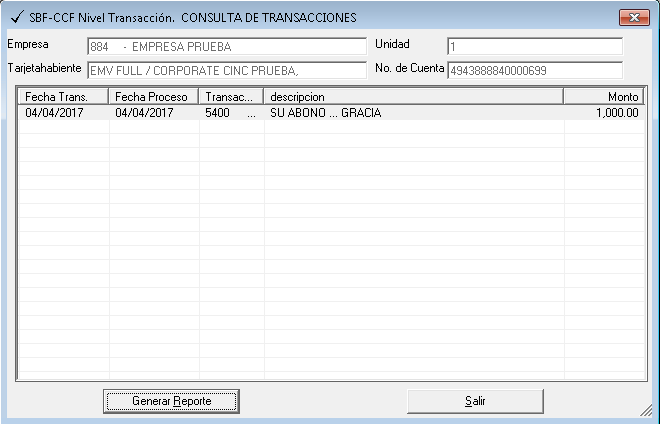 SBF-CCF Nivel Transacción. CONSULTA DE TRANSACCIONES
Empresa 884 - EMPRESA PRUEBA Unidad 1
Tarjetahabiente EMV FULL / CORPORATE CINC PRUEBA, No. de Cuenta 4943888840000699
Fecha Trans. Fecha Proceso Transac... descripcion Monto
04/04/2017 04/04/2017 5400 ... SU ABONO ... GRACIA 1,000.00
Generar Reporte Salir